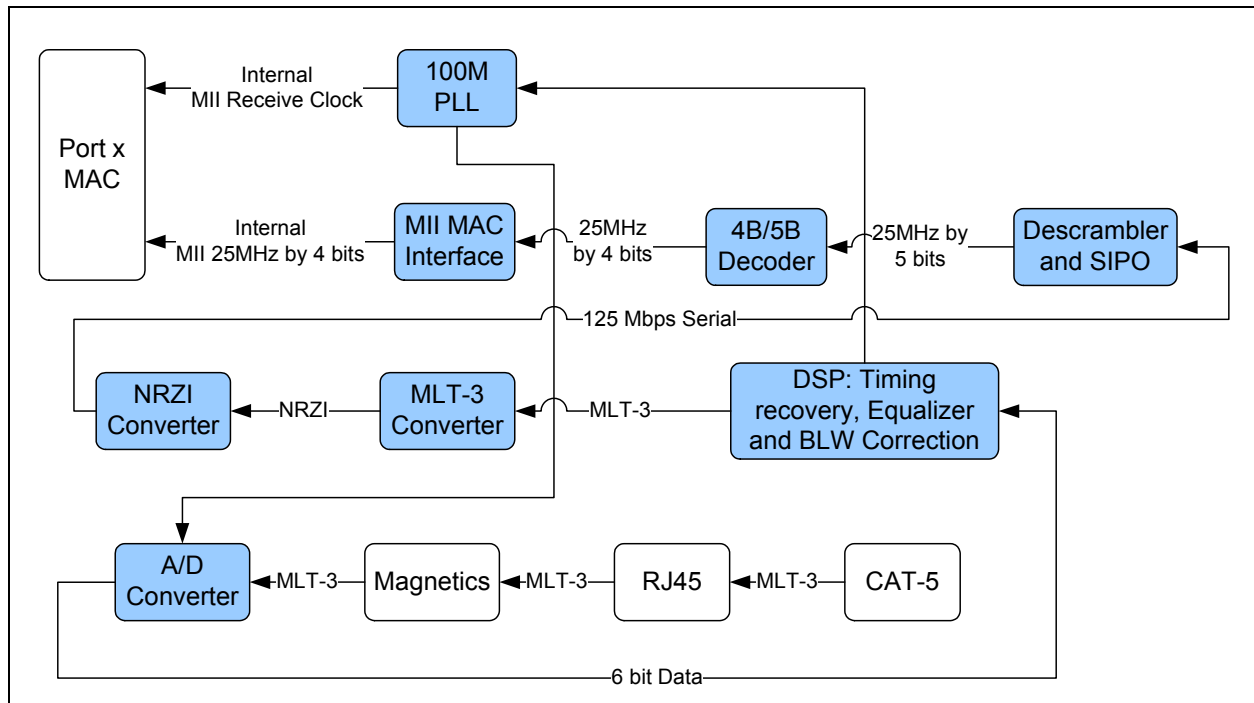 Port x
MAC
Internal
MII Receive Clock
100M
PLL
Internal
MII 25MHz by 4 bits
MII MAC
Interface
25MHz
by 4 bits
4B/5B
Decoder
25MHz by
5 bits
Descrambler
and SIPO
125 Mbps Serial
NRZI
Converter
NRZI
MLT-3
Converter
MLT-3
DSP: Timing
recovery, Equalizer
and BLW Correction
A/D
Converter
MLT-3
Magnetics
MLT-3
RJ45
MLT-3
CAT-5
6 bit Data